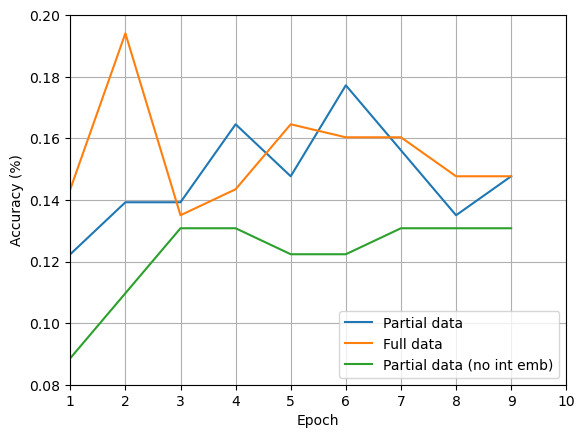 0.20
0.18
0.16
0.14
0.12
0.10
0.08
Accuracy (%)
Partial data
Full data
Partial data (no int emb)
1 2 3 4 5 6 7 8 9 10
Epoch